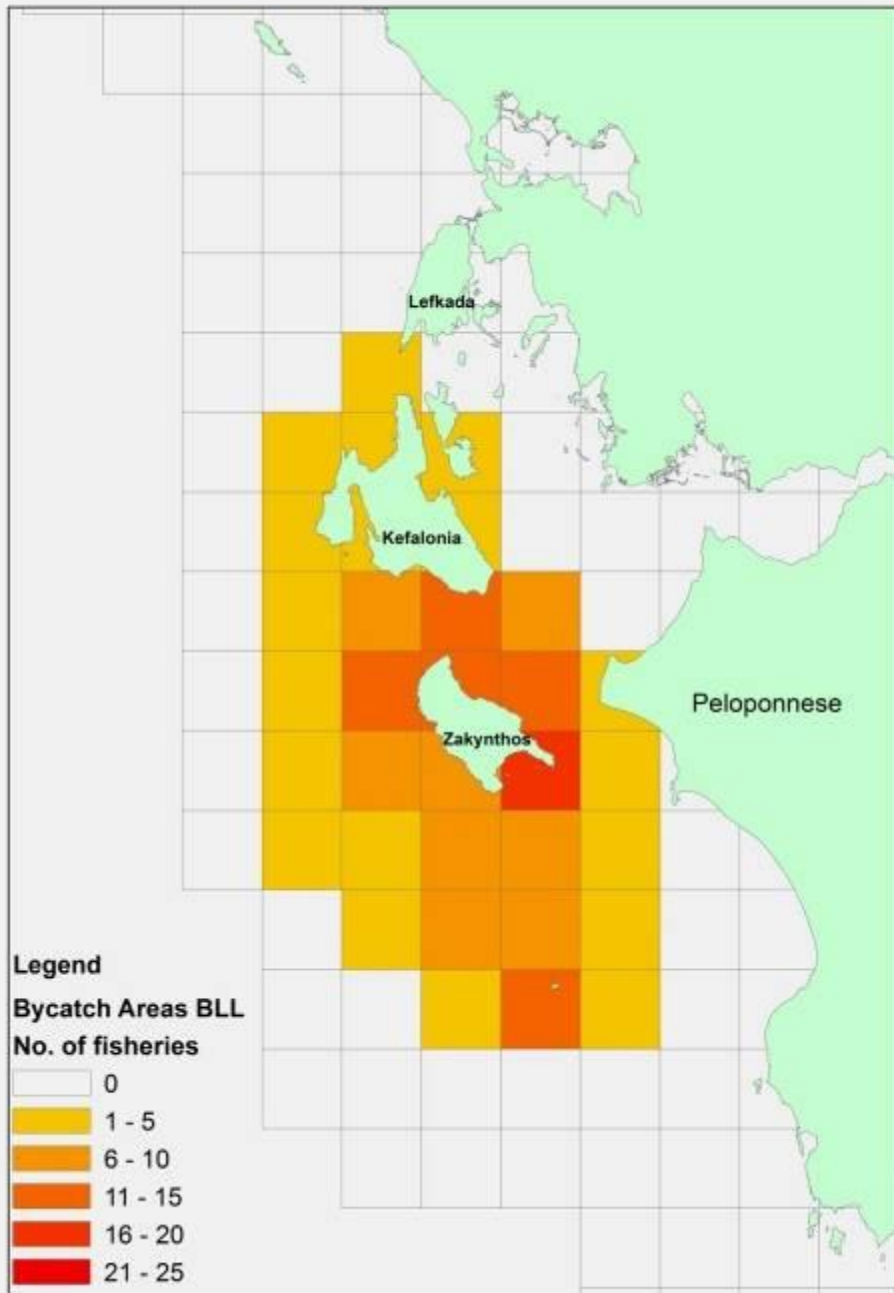 Lefkada
Kefalonia
Peloponnese
Zakynthos
Legend
Bycatch Areas BLL
No. of fisheries
0
1 - 5
6 - 10
11 - 15
16 - 20
21 - 25